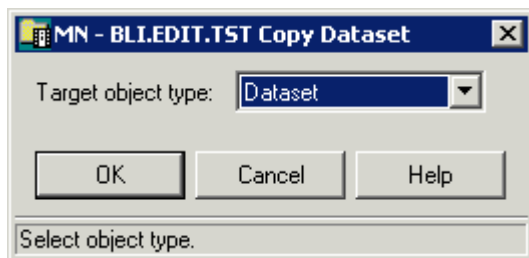 MN - BLI.EDIT.TST Copy Dataset
Target object type: Dataset
OK Cancel Help
Select object type.